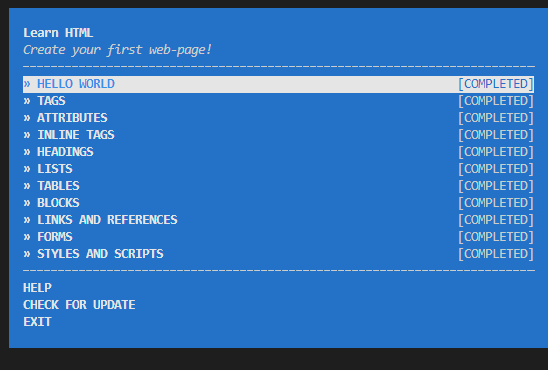 Learn HTML
Create your first web-page!
» HELLO WORLD [COMPLETED]
» TAGS [COMPLETED]
» ATTRIBUTES [COMPLETED]
» INLINE TAGS [COMPLETED]
» HEADINGS [COMPLETED]
» LISTS [COMPLETED]
» TABLES [COMPLETED]
» BLOCKS [COMPLETED]
» LINKS AND REFERENCES [COMPLETED]
» FORMS [COMPLETED]
» STYLES AND SCRIPTS [COMPLETED]
HELP
CHECK FOR UPDATE
EXIT